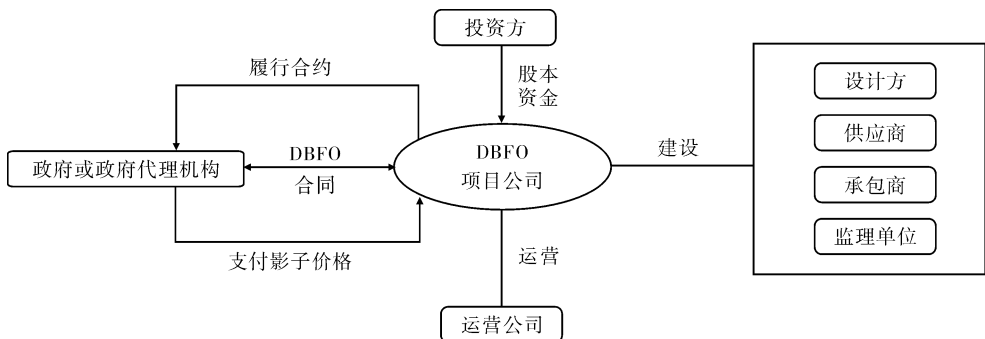 投资方
履行合约
股本
资金
设计方
供应商
承包商
监理单位
建设
DBFO
项目公司
DBFO
合同
政府或政府代理机构
支付影子价格
运营
运营公司